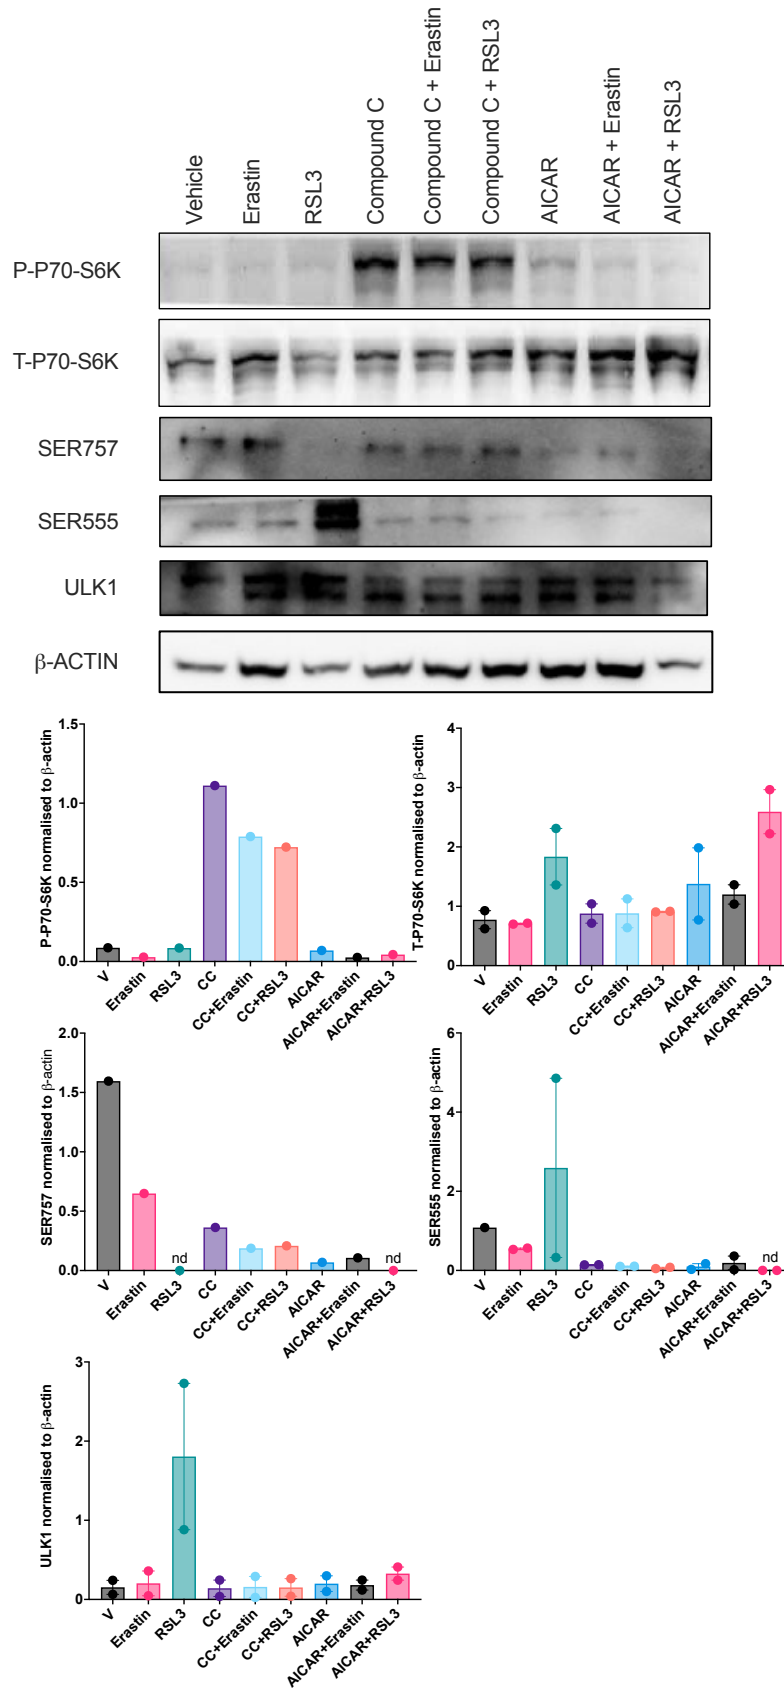 Vehicle
Erastin
RSL3
Compound C
Compound C + Erastin
Compound C + RSL3
AICAR
AICAR + Erastin
AICAR + RSL3
P-P70-S6K
T-P70-S6K
SER757
SER555
ULK1
β-ACTIN
P-P70-S6K normalised to β-actin
1.5
1.0
0.5
0.0
V
Erastin
RSL3
CC
CC+Erastin
CC+RSL3
AICAR
AICAR+Erastin
AICAR+RSL3
T-P70-S6K normalised to β-actin
4
3
2
1
0
V
Erastin
RSL3
CC
CC+Erastin
CC+RSL3
AICAR
AICAR+Erastin
AICAR+RSL3
SER757 normalised to β-actin
2.0
1.5
1.0
0.5
0.0
nd
nd
V
Erastin
RSL3
CC
CC+Erastin
CC+RSL3
AICAR
AICAR+Erastin
AICAR+RSL3
SER555 normalised to β-actin
6
4
2
0
nd
V
Erastin
RSL3
CC
CC+Erastin
CC+RSL3
AICAR
AICAR+Erastin
AICAR+RSL3
ULK1 normalised to β-actin
3
2
1
0
V
Erastin
RSL3
CC
CC+Erastin
CC+RSL3
AICAR
AICAR+Erastin
AICAR+RSL3